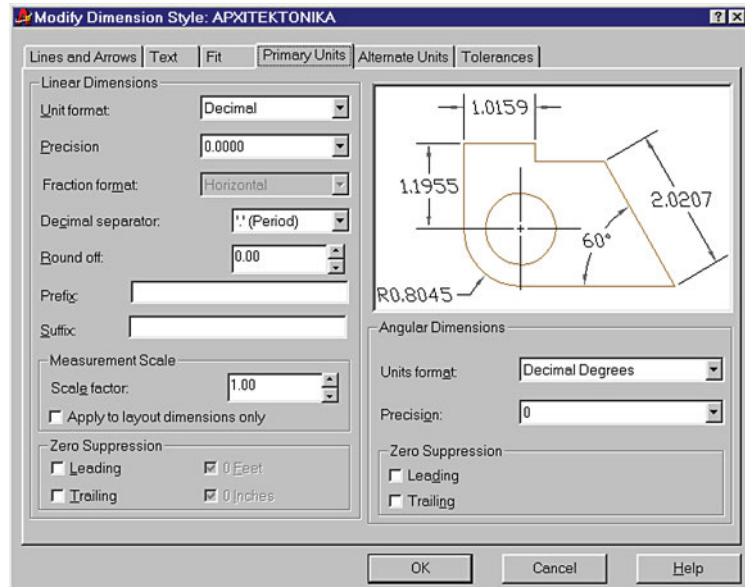 Modify Dimension Style: ΑΡΧΙΤΕΚΤΟΝΙΚΑ
Lines and Arrows
Text
Fit
Primary Units
Alternate Units
Tolerances
Linear Dimensions
Unit format:
Decimal
Precision
0.0000
Fraction format:
Horizontal
Decimal separator:
'.' (Period)
Round off:
0.00
Prefix:
Suffix:
Measurement Scale
Scale factor:
1.00
Apply to layout dimensions only
Zero Suppression
Leading
0 Feet
Trailing
0 Inches
1.0159
1.1955
2.0207
60°
R0.8045
Angular Dimensions
Units format:
Decimal Degrees
Precision:
0
Zero Suppression
Leading
Trailing
OK
Cancel
Help